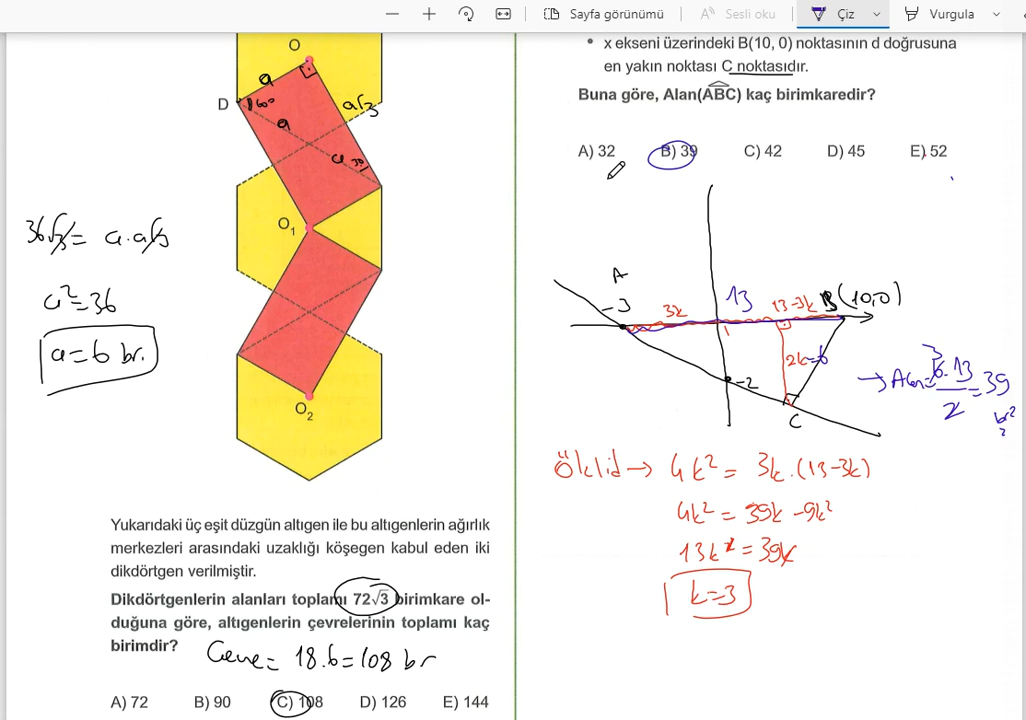 Sayfa görünümü
Sesli oku
Çiz
Vurgula
O
a
D
60°
a√3
a
a
O₁
36√3 = a.a√3
a²=36
a=6 br.
O₂
Yukarıdaki üç eşit düzgün altıgen ile bu altıgenlerin ağırlık
merkezleri arasındaki uzaklığı köşegen kabul eden iki
dikdörtgen verilmiştir.
Dikdörtgenlerin alanları toplamı 72√3 birimkare ol-
duğuna göre, altıgenlerin çevrelerinin toplamı kaç
birimdir?
Çevre = 18.6=108 br
A) 72 B) 90 C) 108 D) 126 E) 144
• x ekseni üzerindeki B(10, 0) noktasının d doğrusuna
en yakın noktası C noktasıdır.
Buna göre, Alan(ABC) kaç birimkaredir?
A) 32 B) 39 C) 42 D) 45 E) 52
A
-3
3k
13
13-3k
B(10,0)
2k=6
-2
C
→ Alan= 6.13/2 = 39
br²
Öklid → 4k² = 3k.(13-3k)
4k² = 39k -9k²
13k² = 39k
k=3